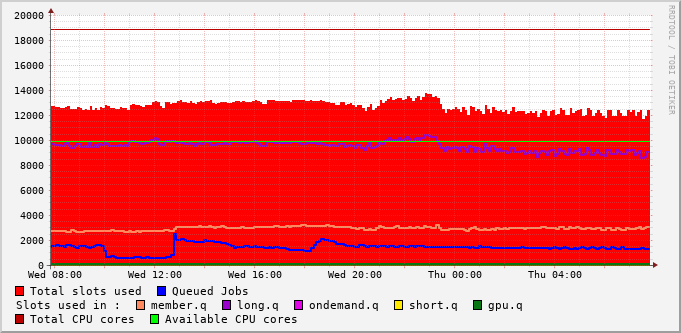 20000
18000
16000
14000
12000
10000
8000
6000
4000
2000
0
Wed 08:00 Wed 12:00 Wed 16:00 Wed 20:00 Thu 00:00 Thu 04:00
Total slots used Queued Jobs
Slots used in : member.q long.q ondemand.q short.q gpu.q
Total CPU cores Available CPU cores
RRDTOOL / TOBI OETIKER